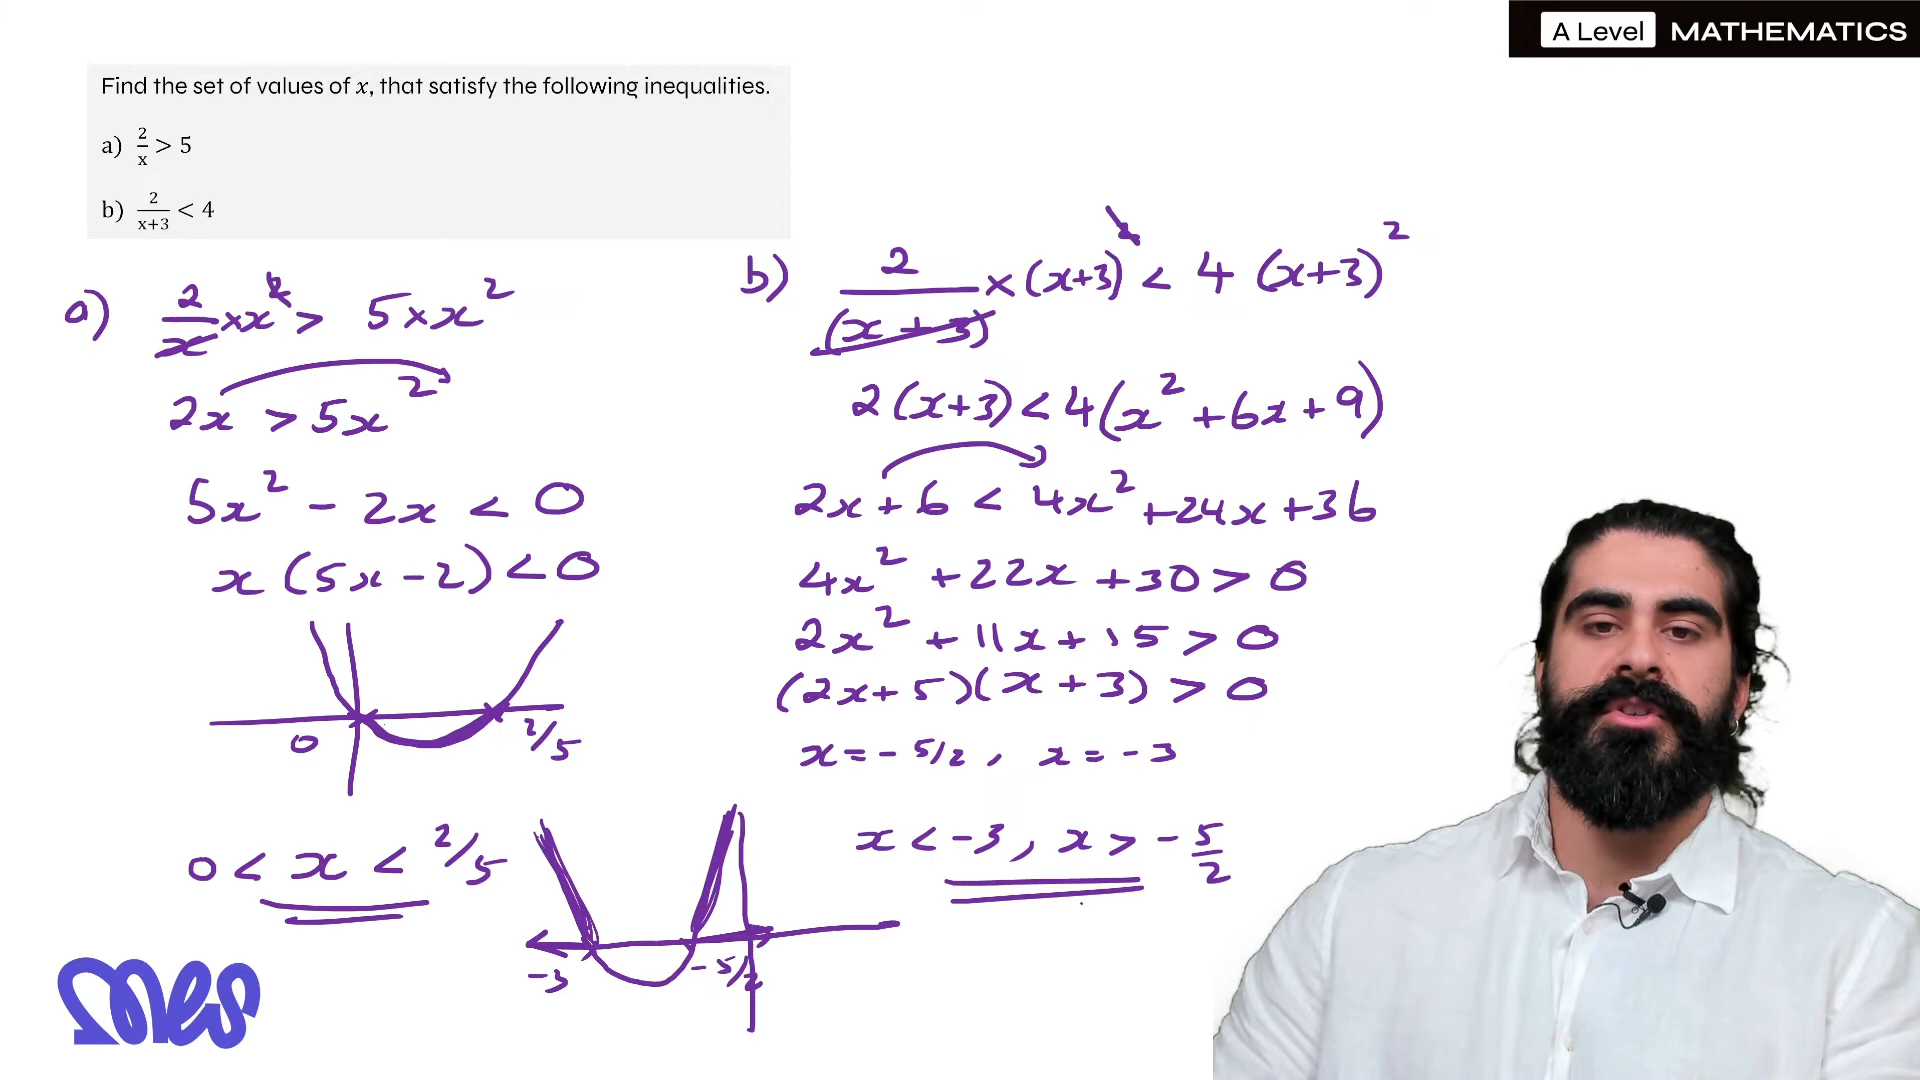 A Level MATHEMATICS
Find the set of values of x, that satisfy the following inequalities.
a) 2/x > 5
b) 2/(x+3) < 4
a) 2/x × x² > 5 × x²
2x > 5x²
5x² - 2x < 0
x(5x - 2) < 0
0 2/5
0 < x < 2/5
b) 2/(x + 3) × (x+3)² < 4 (x+3)²
2(x+3) < 4(x² + 6x + 9)
2x + 6 < 4x² + 24x + 36
4x² + 22x + 30 > 0
2x² + 11x + 15 > 0
(2x + 5)(x + 3) > 0
x = - 5/2 , x = - 3
x < -3 , x > - 5/2
-3 - 5/2
mes